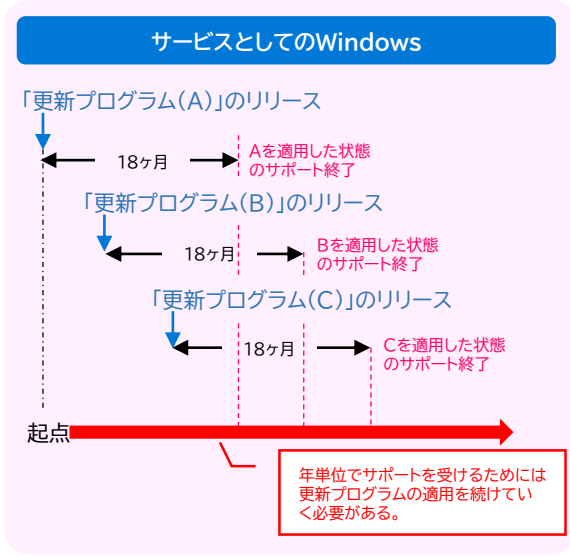 サービスとしてのWindows
「更新プログラム(A)」のリリース
18ヶ月
Aを適用した状態
のサポート終了
「更新プログラム(B)」のリリース
18ヶ月
Bを適用した状態
のサポート終了
「更新プログラム(C)」のリリース
18ヶ月
Cを適用した状態
のサポート終了
起点
年単位でサポートを受けるためには
更新プログラムの適用を続けてい
く必要がある。